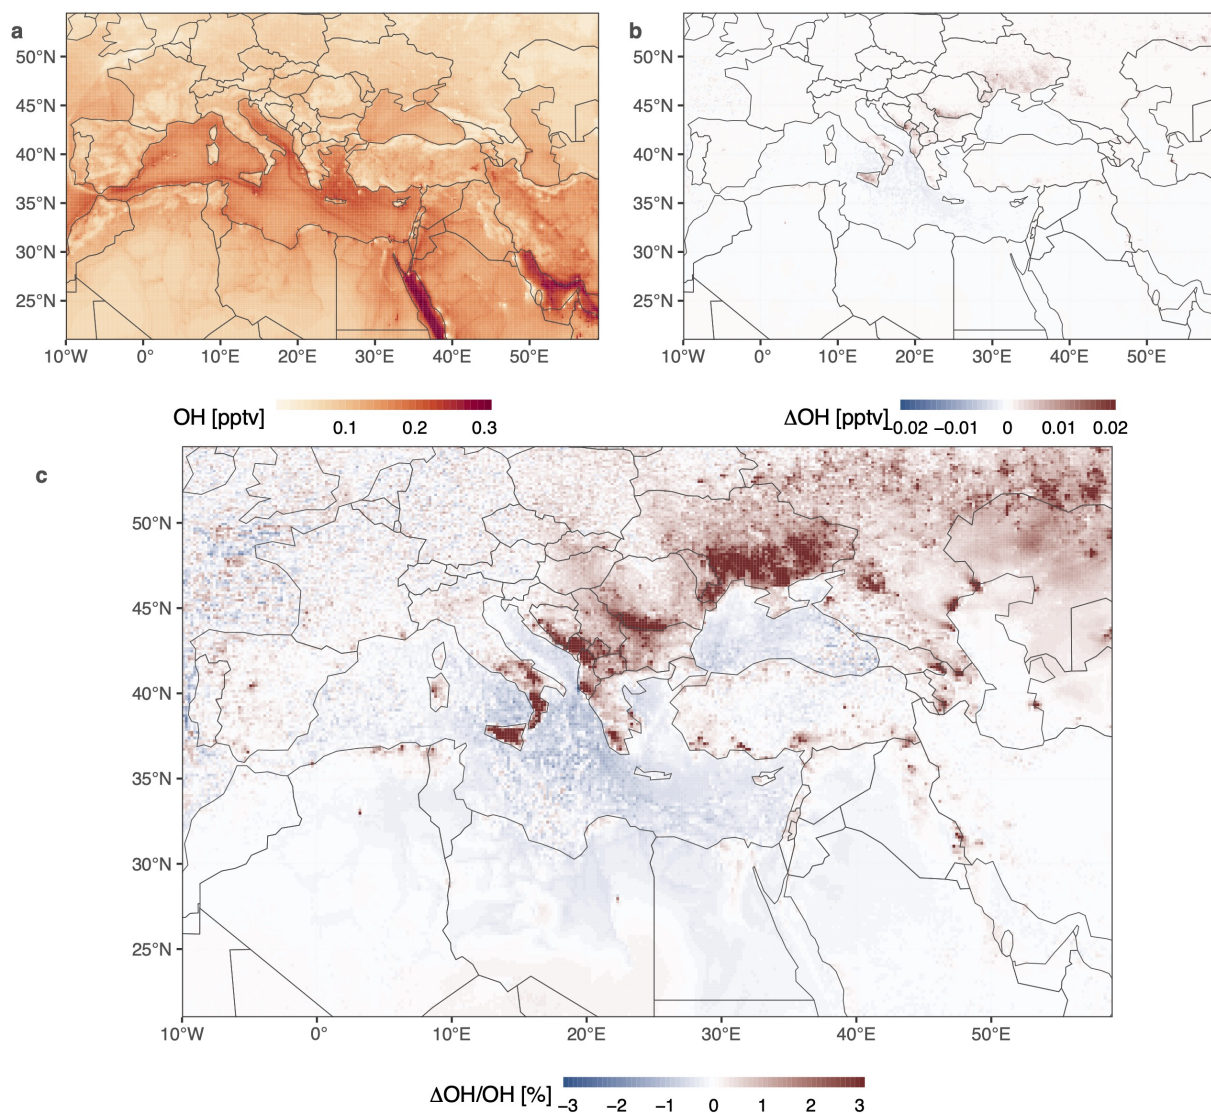 a
b
50°N
45°N
40°N
35°N
30°N
25°N
10°W 0° 10°E 20°E 30°E 40°E 50°E
50°N
45°N
40°N
35°N
30°N
25°N
10°W 0° 10°E 20°E 30°E 40°E 50°E
OH [pptv]
0.1 0.2 0.3
ΔOH [pptv]
−0.02 −0.01 0 0.01 0.02
c
50°N
45°N
40°N
35°N
30°N
25°N
10°W 0° 10°E 20°E 30°E 40°E 50°E
ΔOH/OH [%]
−3 −2 −1 0 1 2 3